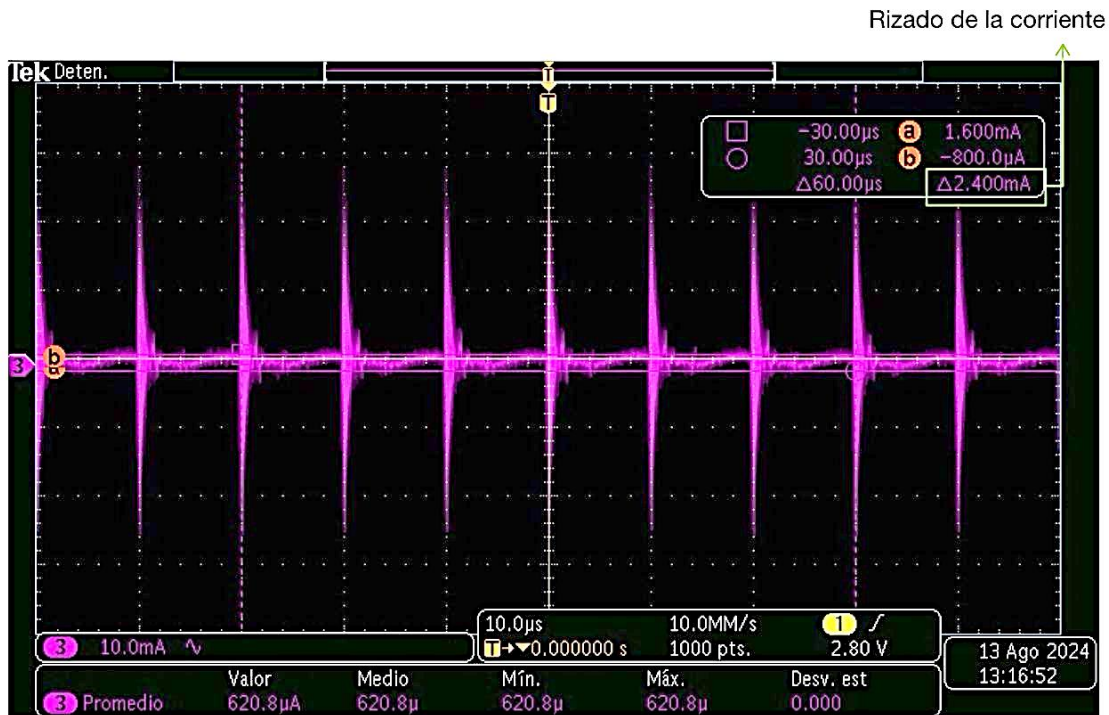 Rizado de la corriente
Tek Deten.
T
T
−30.00µs a 1.600mA
30.00µs b −800.0µA
Δ60.00µs Δ2.400mA
b
a
3
3 10.0mA
10.0µs 10.0MM/s 1
T→▼0.000000 s 1000 pts. 2.80 V
13 Ago 2024
13:16:52
Valor Medio Mín. Máx. Desv. est
3 Promedio 620.8µA 620.8µ 620.8µ 620.8µ 0.000